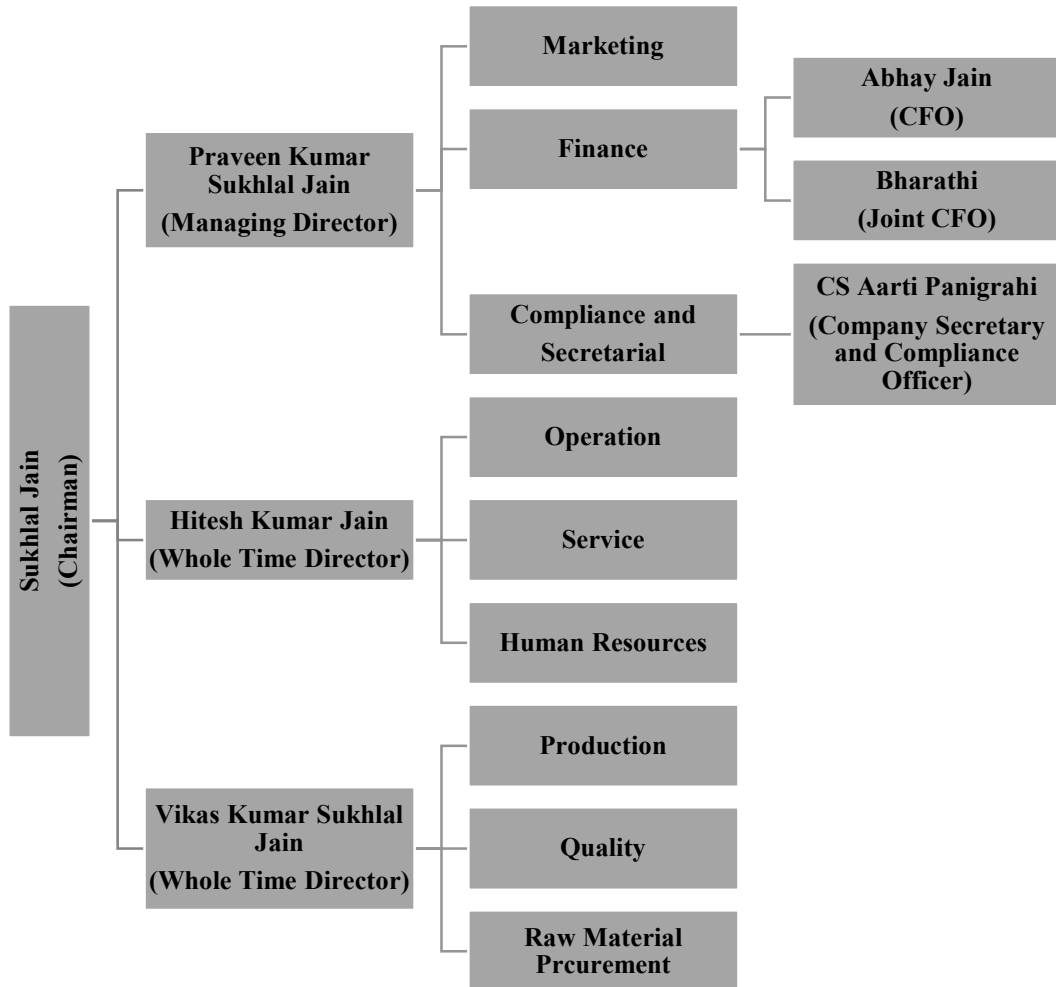 Sukhlal Jain
(Chairman)
Praveen Kumar
Sukhlal Jain
(Managing Director)
Marketing
Finance
Abhay Jain
(CFO)
Bharathi
(Joint CFO)
Compliance and
Secretarial
CS Aarti Panigrahi
(Company Secretary
and Compliance
Officer)
Hitesh Kumar Jain
(Whole Time Director)
Operation
Service
Human Resources
Vikas Kumar Sukhlal
Jain
(Whole Time Director)
Production
Quality
Raw Material
Prcurement